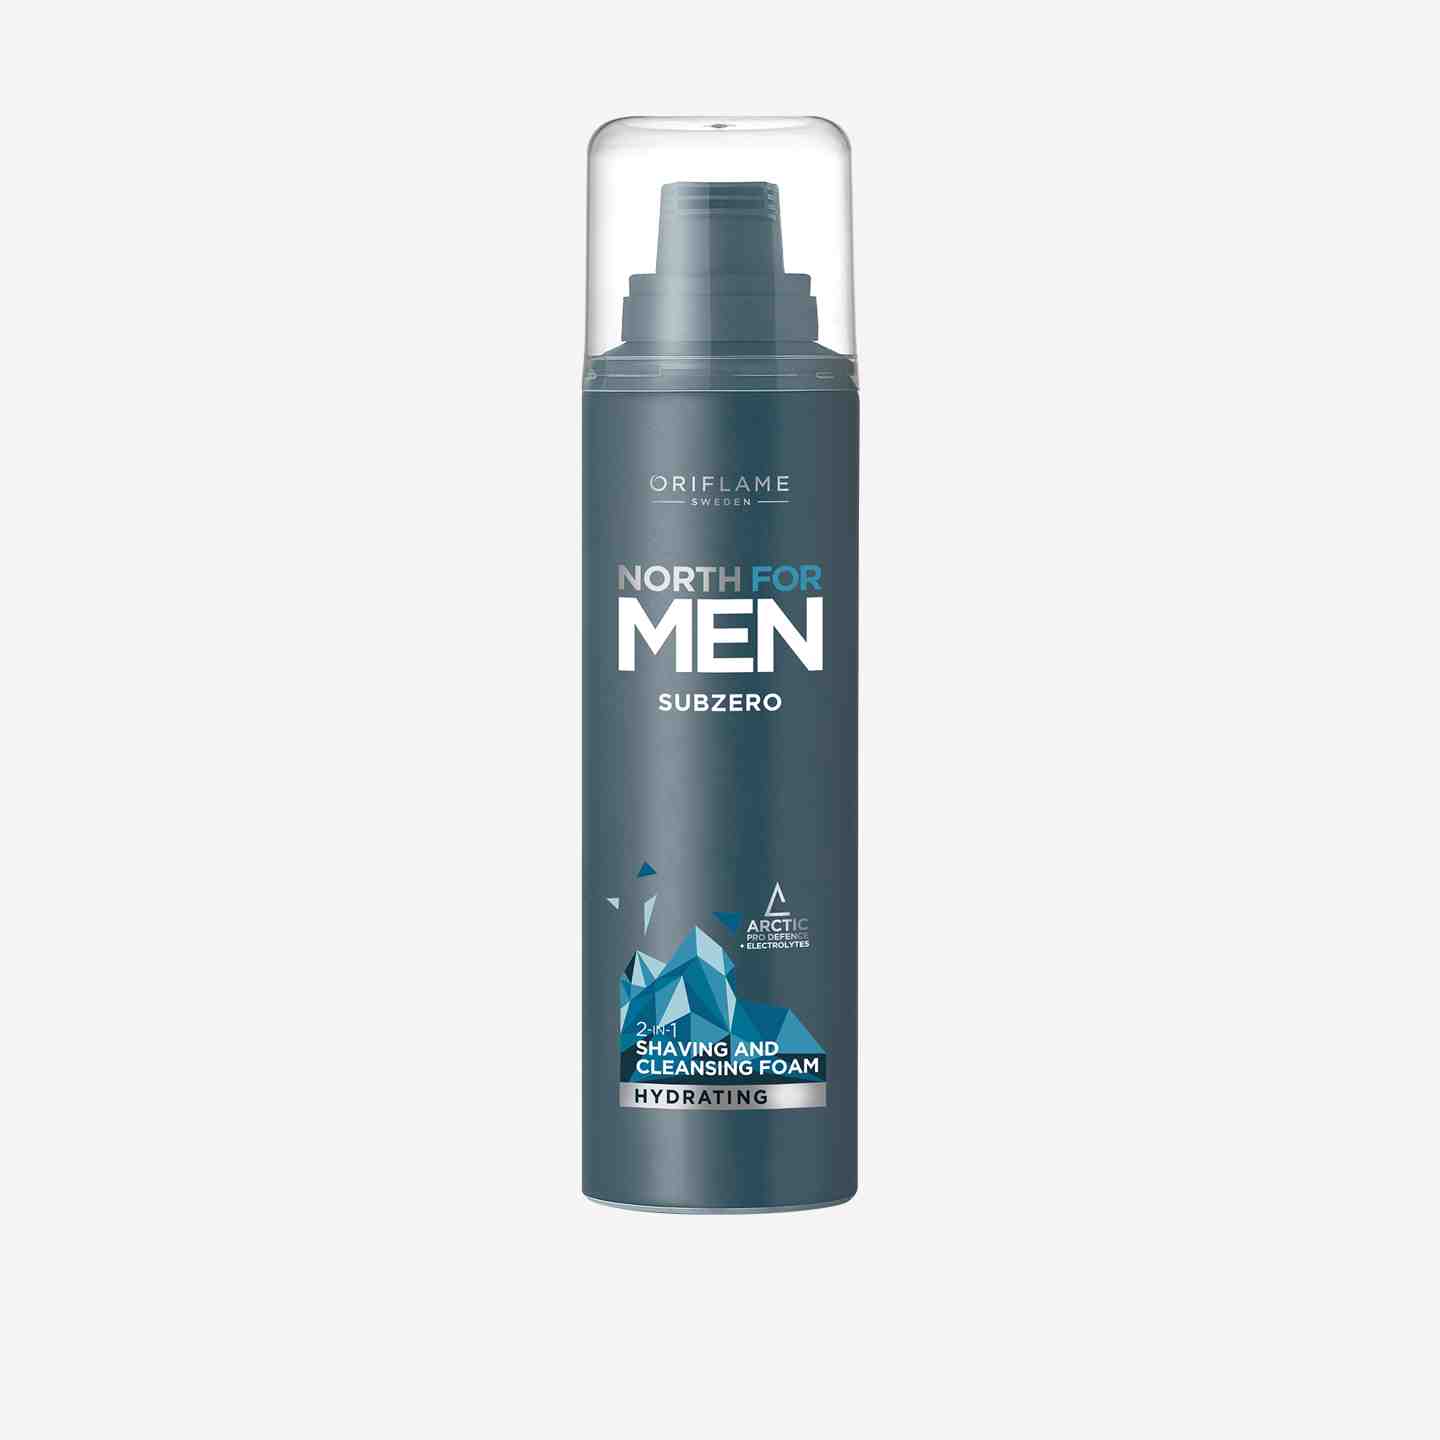 ORIFLAME
SWEDEN
NORTH FOR
MEN
SUBZERO
ARCTIC
PRO DEFENCE
+ ELECTROLYTES
2-IN-1
SHAVING AND
CLEANSING FOAM
HYDRATING